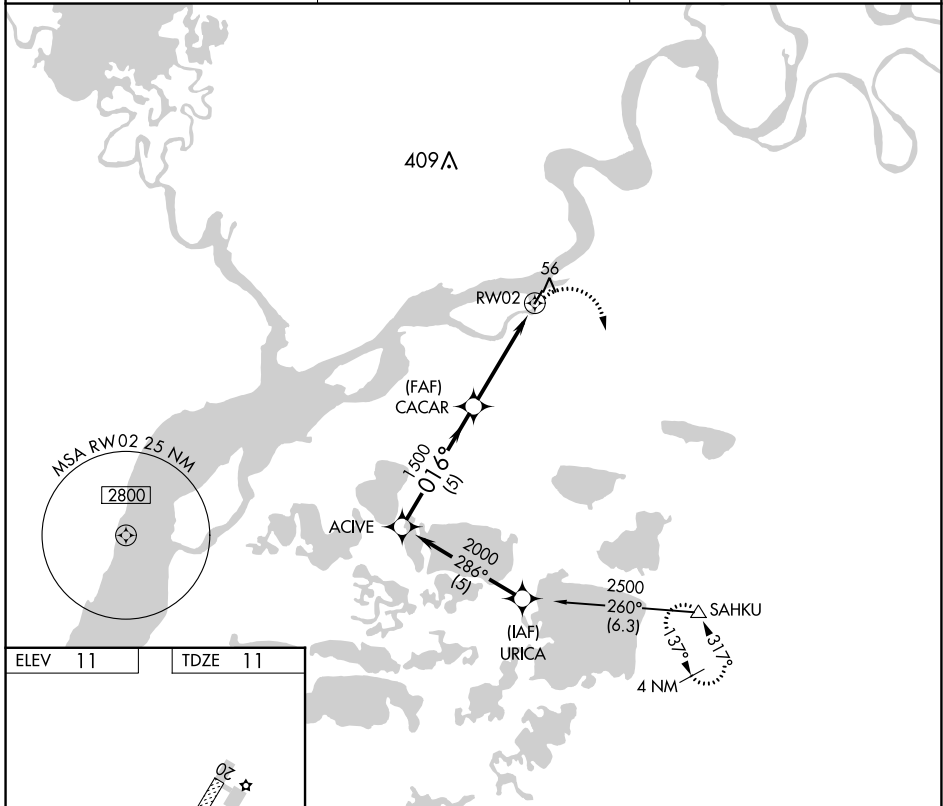 409
56
RW02
(FAF)
CACAR
1500
016°
(5)
MSA RW02 25 NM
2800
ACIVE
2000
286°
(5)
2500
260°
(6.3)
SAHKU
(IAF)
URICA
137°
317°
4 NM
ELEV 11
TDZE 11
20